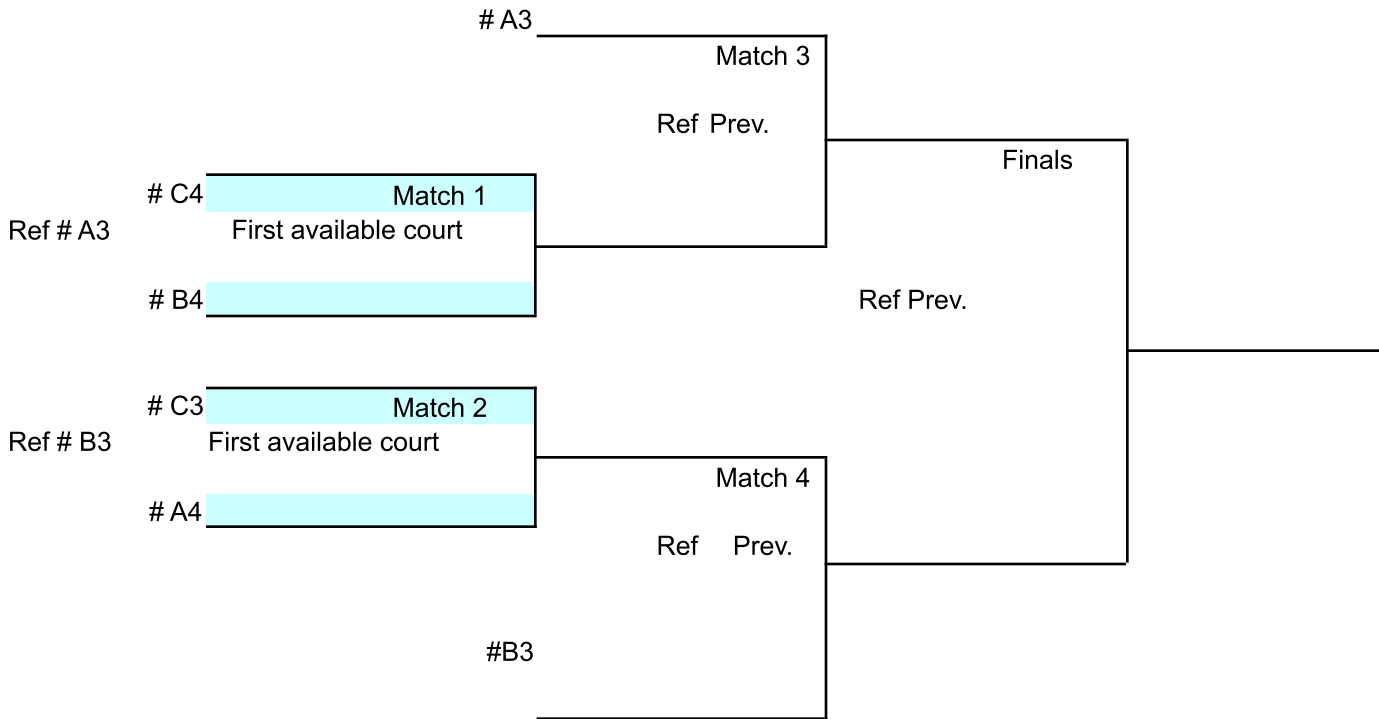 # A3
Match 3
Ref Prev.
Finals
# C4
Match 1
Ref # A3
First available court
# B4
Ref Prev.
# C3
Match 2
Ref # B3
First available court
# A4
Match 4
Ref Prev.
#B3